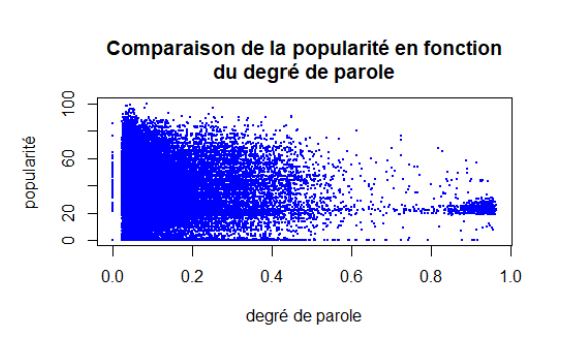 Comparaison de la popularité en fonction
du degré de parole
popularité
100
60
20
0
0.0 0.2 0.4 0.6 0.8 1.0
degré de parole